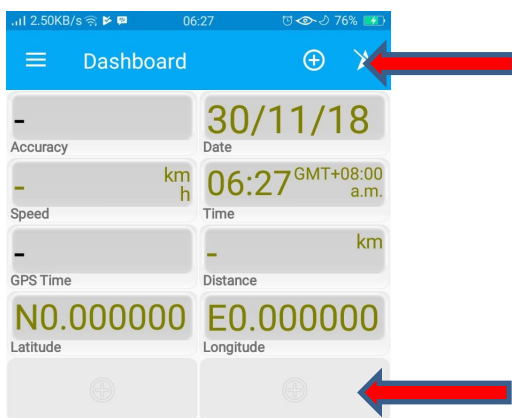 2.50KB/s 06:27 76%
Dashboard
- 30/11/18
Accuracy Date
- km h 06:27 GMT+08:00 a.m.
Speed Time
- - km
GPS Time Distance
N0.000000 E0.000000
Latitude Longitude